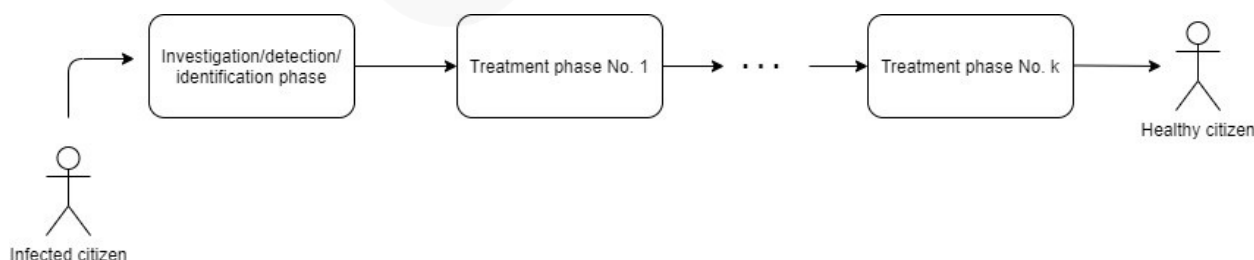 Investigation/detection/
identification phase
Treatment phase No. 1
...
Treatment phase No. k
Healthy citizen
Infected citizen